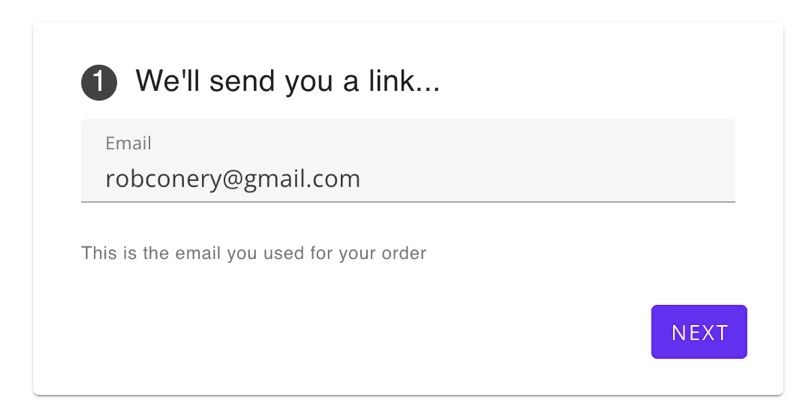 1 We'll send you a link...
Email
robconery@gmail.com
This is the email you used for your order
NEXT